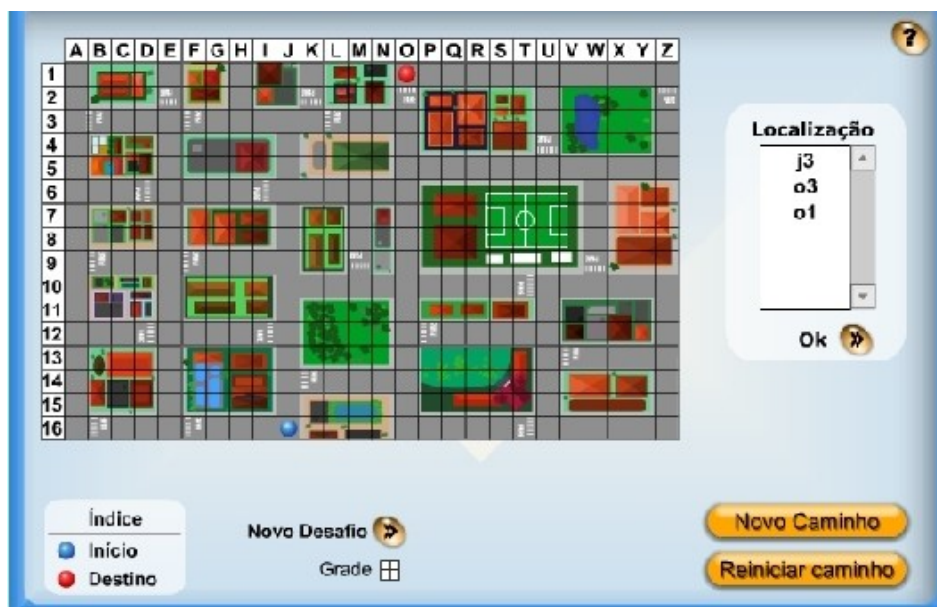 ?
A B C D E F G H I J K L M N O P Q R S T U V W X Y Z
1
2
3
4
5
6
7
8
9
10
11
12
13
14
15
16
Localização
j3
o3
o1
Ok
Índice
Início
Destino
Novo Desafio
Grade
Novo Caminho
Reiniciar caminho